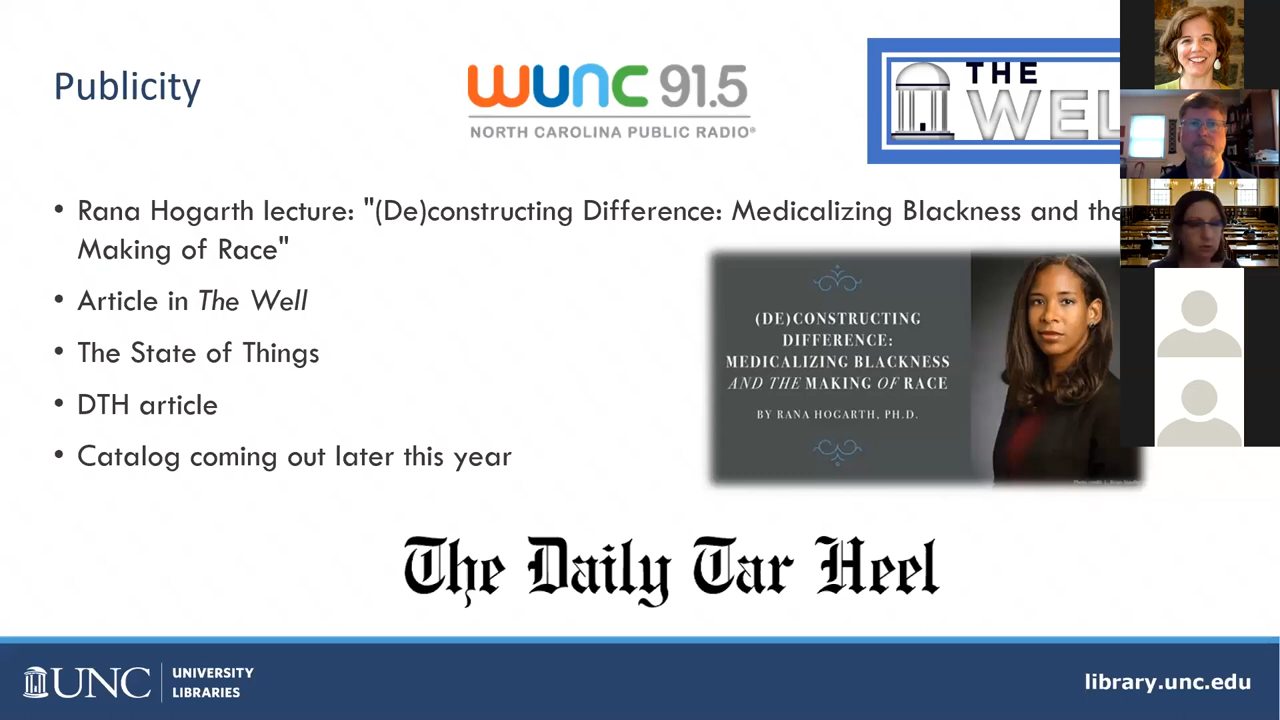 Publicity
WUNC 91.5
NORTH CAROLINA PUBLIC RADIO®
THE
WEL
• Rana Hogarth lecture: "(De)constructing Difference: Medicalizing Blackness and the
Making of Race"
• Article in The Well
• The State of Things
• DTH article
• Catalog coming out later this year
(DE)CONSTRUCTING
DIFFERENCE:
MEDICALIZING BLACKNESS
AND THE MAKING OF RACE
BY RANA HOGARTH, PH.D.
The Daily Tar Heel
UNC UNIVERSITY
LIBRARIES
library.unc.edu